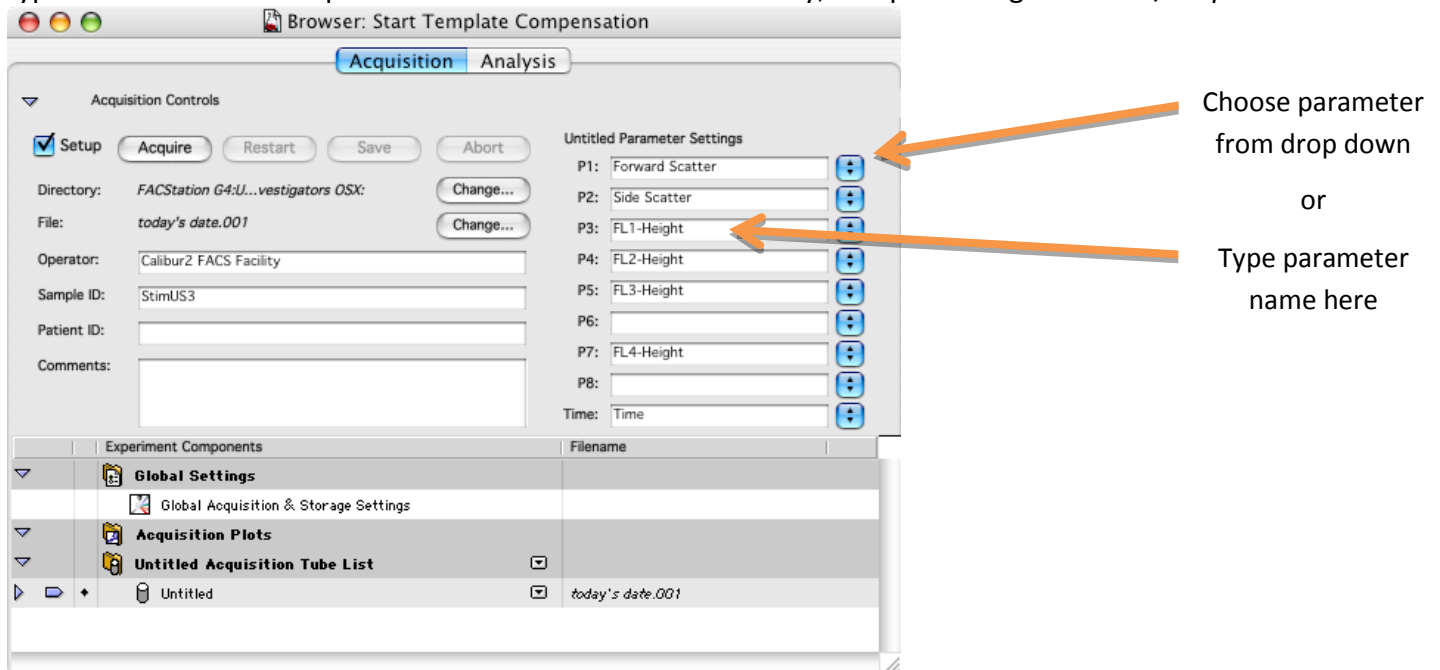 Browser: Start Template Compensation
Acquisition Analysis
Acquisition Controls
Setup Acquire Restart Save Abort
Directory: FACStation G4:U...vestigators OSX: Change...
File: today's date.001 Change...
Operator: Calibur2 FACS Facility
Sample ID: StimUS3
Patient ID:
Comments:
Untitled Parameter Settings
P1: Forward Scatter
P2: Side Scatter
P3: FL1-Height
P4: FL2-Height
P5: FL3-Height
P6:
P7: FL4-Height
P8:
Time: Time
Choose parameter
from drop down
or
Type parameter
name here
Experiment Components Filename
Global Settings
Global Acquisition & Storage Settings
Acquisition Plots
Untitled Acquisition Tube List
Untitled today's date.001